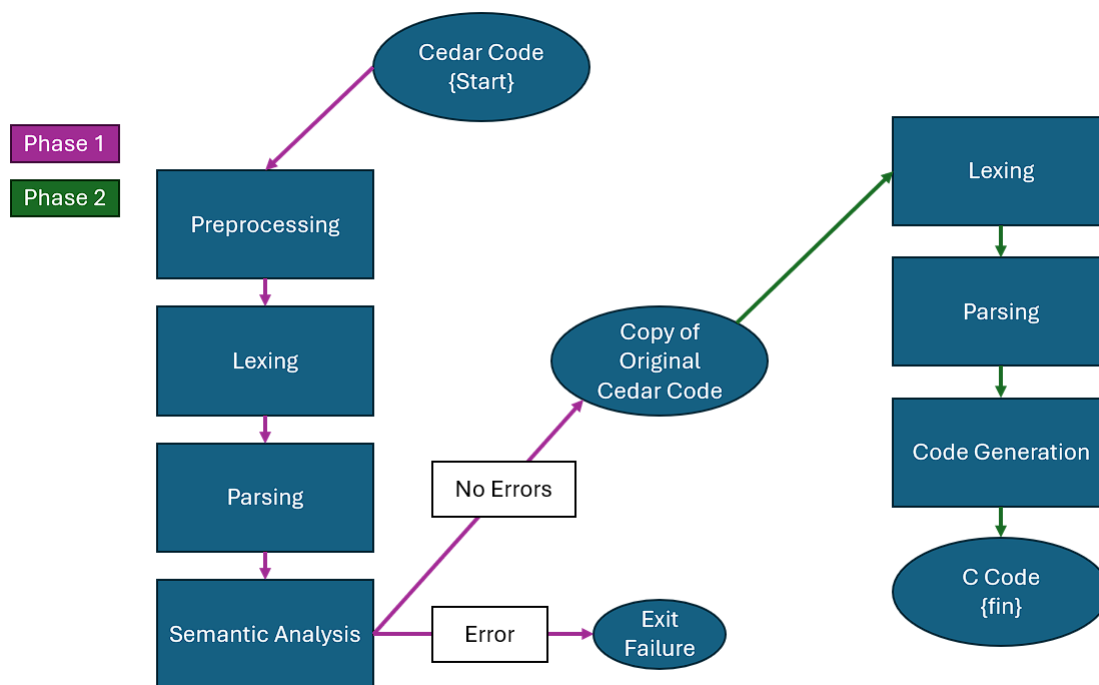 Cedar Code
{Start}
Phase 1
Phase 2
Preprocessing
Lexing
Parsing
Semantic Analysis
No Errors
Error
Exit
Failure
Copy of
Original
Cedar Code
Lexing
Parsing
Code Generation
C Code
{fin}